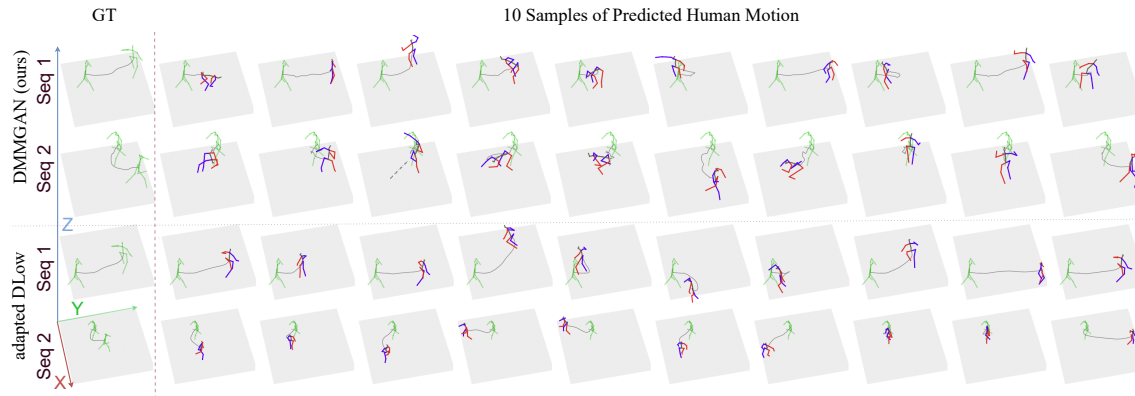 GT
10 Samples of Predicted Human Motion
DMMGAN (ours)
Seq 1
Seq 2
Z
adapted DLow
Seq 1
Y
Seq 2
X